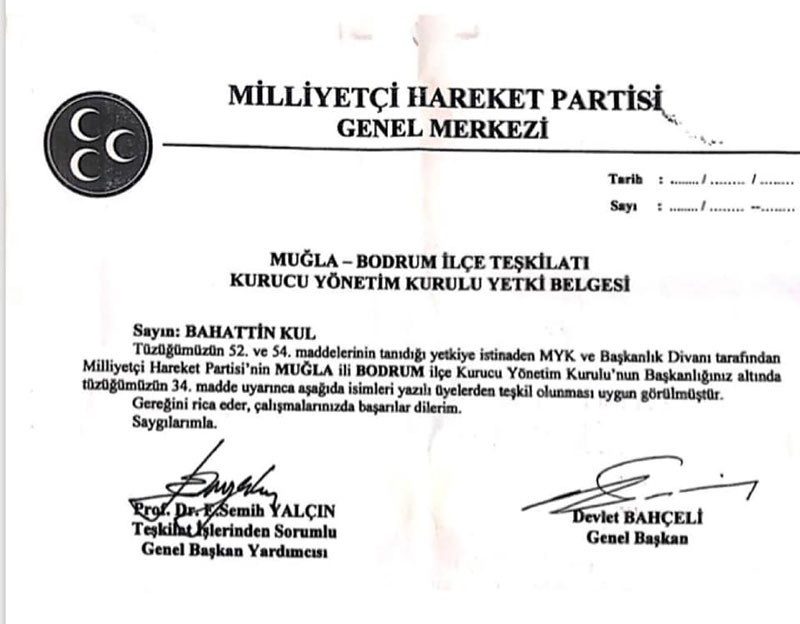 MİLLİYETÇİ HAREKET PARTİSİ
GENEL MERKEZİ
Tarih : ......../ ........ / ........
Sayı : ......../ ........ --........
MUĞLA – BODRUM İLÇE TEŞKİLATI
KURUCU YÖNETİM KURULU YETKİ BELGESİ
Sayın: BAHATTİN KUL
Tüzüğümüzün 52. ve 54. maddelerinin tanıdığı yetkiye istinaden MYK ve Başkanlık Divanı tarafından
Milliyetçi Hareket Partisi'nin MUĞLA ili BODRUM ilçe Kurucu Yönetim Kurulu'nun Başkanlığınız altında
tüzüğümüzün 34. madde uyarınca aşağıda isimleri yazılı üyelerden teşkil olunması uygun görülmüştür.
Gereğini rica eder, çalışmalarınızda başarılar dilerim.
Saygılarımla.
Prof. Dr. E.Semih YALÇIN
Teşkilat İşlerinden Sorumlu
Genel Başkan Yardımcısı
Devlet BAHÇELİ
Genel Başkan